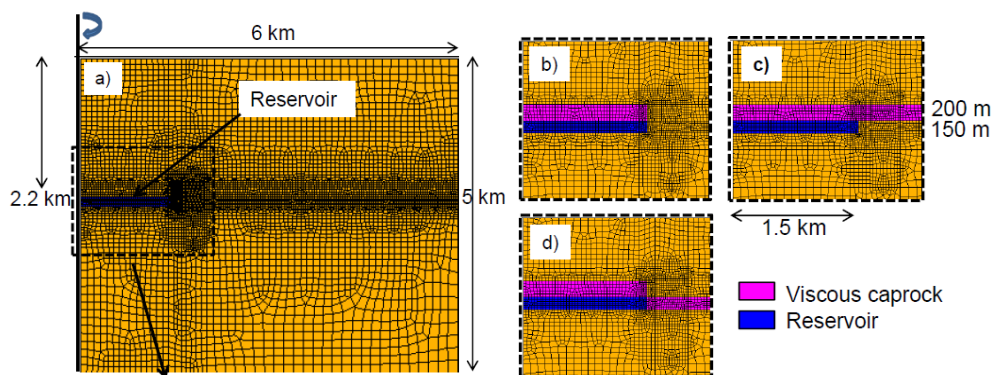 6 km
a)
Reservoir
2.2 km
5 km
b)
c)
200 m
150 m
1.5 km
d)
Viscous caprock
Reservoir